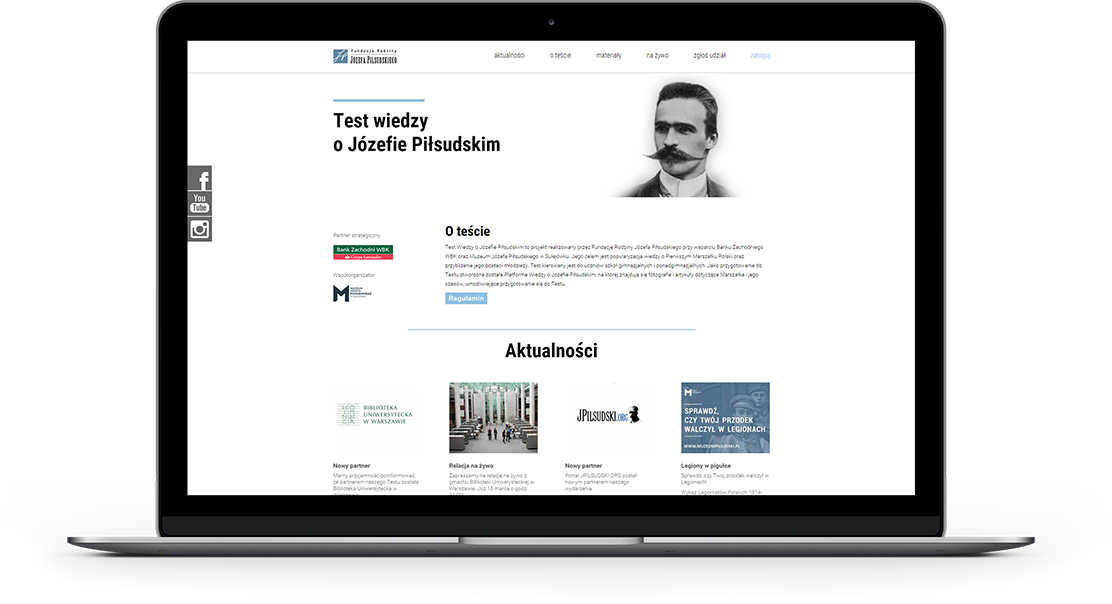 Fundacja Rodziny
JÓZEFA PIŁSUDSKIEGO
aktualności
o teście
materiały
na żywo
zgłoś udział
zaloguj
Test wiedzy
o Józefie Piłsudskim
You
Tube
Partner strategiczny:
Bank Zachodni WBK
Grupa Santander
Współorganizator
O teście
Test Wiedzy o Józefie Piłsudskim to projekt realizowany przez Fundację Rodziny Józefa Piłsudskiego przy wsparciu Banku Zachodniego
WBK oraz Muzeum Józefa Piłsudskiego w Sulejówku. Jego celem jest popularyzacja wiedzy o Pierwszym Marszałku Polski oraz
przybliżenie jego postaci młodzieży. Test kierowany jest do uczniów szkół gimnazjalnych i ponadgimnazjalnych. Jako przygotowanie do
Testu stworzona została Platforma Wiedzy o Józefie Piłsudskim, na której znajdują się fotografie i artykuły dotyczące Marszałka i jego
czasów, umożliwiające przygotowanie się do Testu.
Regulamin
Aktualności
BIBLIOTEKA
UNIWERSYTECKA
W WARSZAWIE
JPILSUDSKI.ORG
SPRAWDŹ,
CZY TWÓJ PRZODEK
WALCZYŁ W LEGIONACH
WWW.MUZEUMPILSUDSKI.PL
Nowy partner
Mamy przyjemność poinformować,
że partnerem naszego Testu została
Biblioteka Uniwersytecka w
Relacja na żywo
Zapraszamy na relację na żywo z
gmachu Biblioteki Uniwersyteckiej w
Warszawie. Już 18 marca o godz.
Nowy partner
Portal JPILSUDSKI.ORG został
nowym partnerem naszego
wydarzenia.
Legiony w pigułce
Sprawdź, czy Twój przodek walczył w
Legionach!
Wykaz Legionistów Polskich 1914-